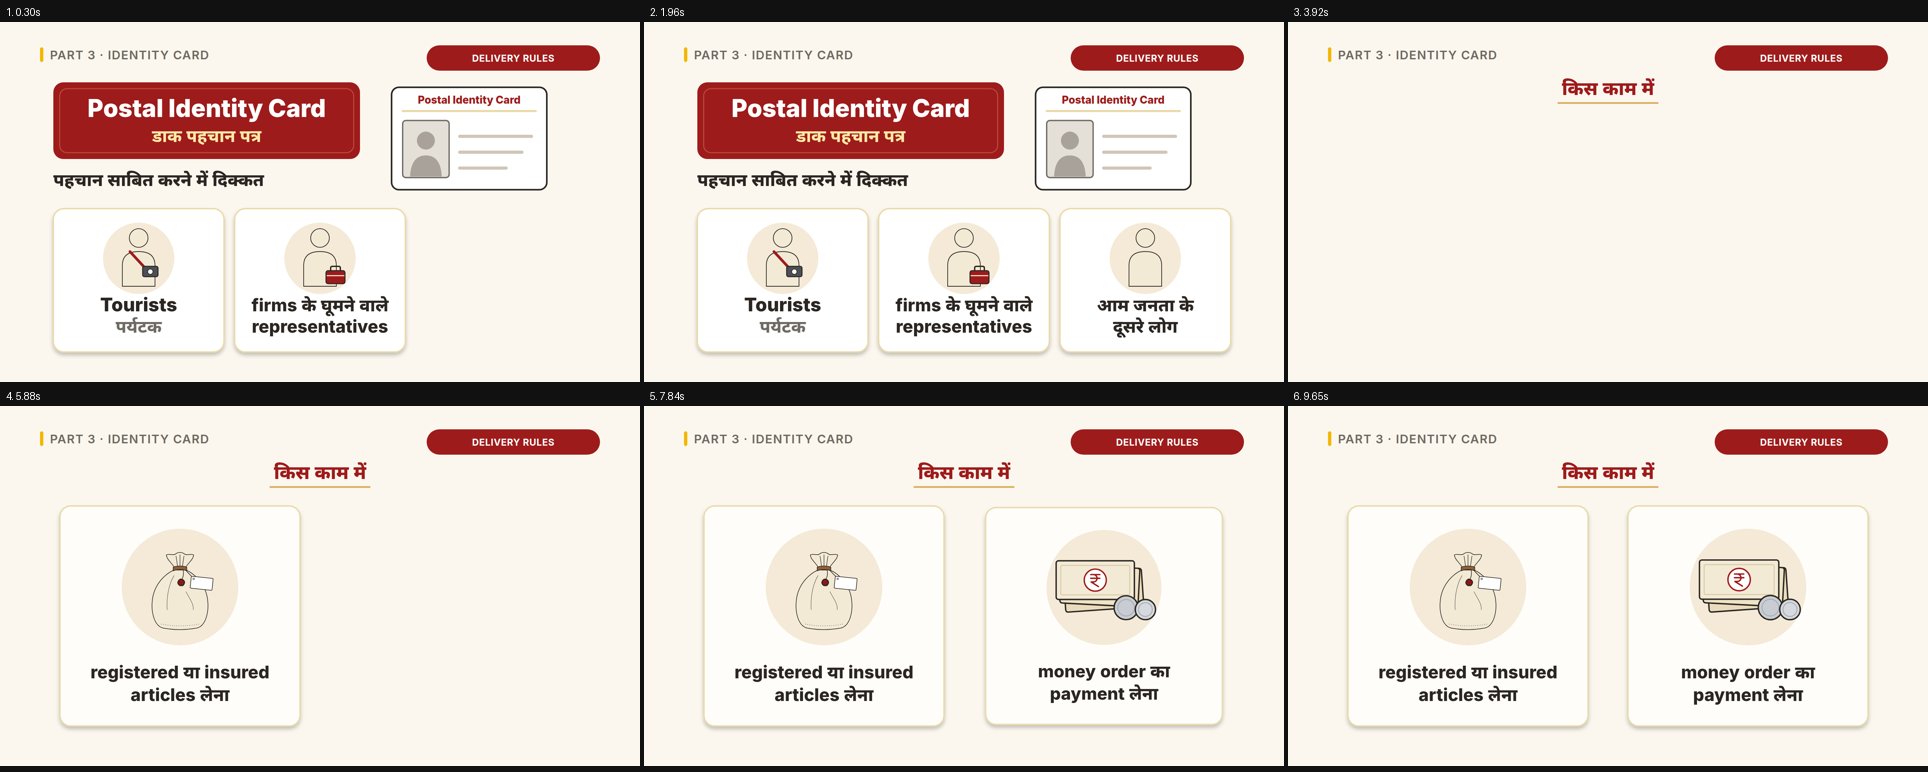 1. 0.30s
PART 3 · IDENTITY CARD
DELIVERY RULES
Postal Identity Card
डाक पहचान पत्र
Postal Identity Card
पहचान साबित करने में दिक्कत
Tourists
पर्यटक
firms के घूमने वाले
representatives
2. 1.96s
PART 3 · IDENTITY CARD
DELIVERY RULES
Postal Identity Card
डाक पहचान पत्र
Postal Identity Card
पहचान साबित करने में दिक्कत
Tourists
पर्यटक
firms के घूमने वाले
representatives
आम जनता के
दूसरे लोग
3. 3.92s
PART 3 · IDENTITY CARD
DELIVERY RULES
किस काम में
4. 5.88s
PART 3 · IDENTITY CARD
DELIVERY RULES
किस काम में
registered या insured
articles लेना
5. 7.84s
PART 3 · IDENTITY CARD
DELIVERY RULES
किस काम में
registered या insured
articles लेना
₹
money order का
payment लेना
6. 9.65s
PART 3 · IDENTITY CARD
DELIVERY RULES
किस काम में
registered या insured
articles लेना
₹
money order का
payment लेना